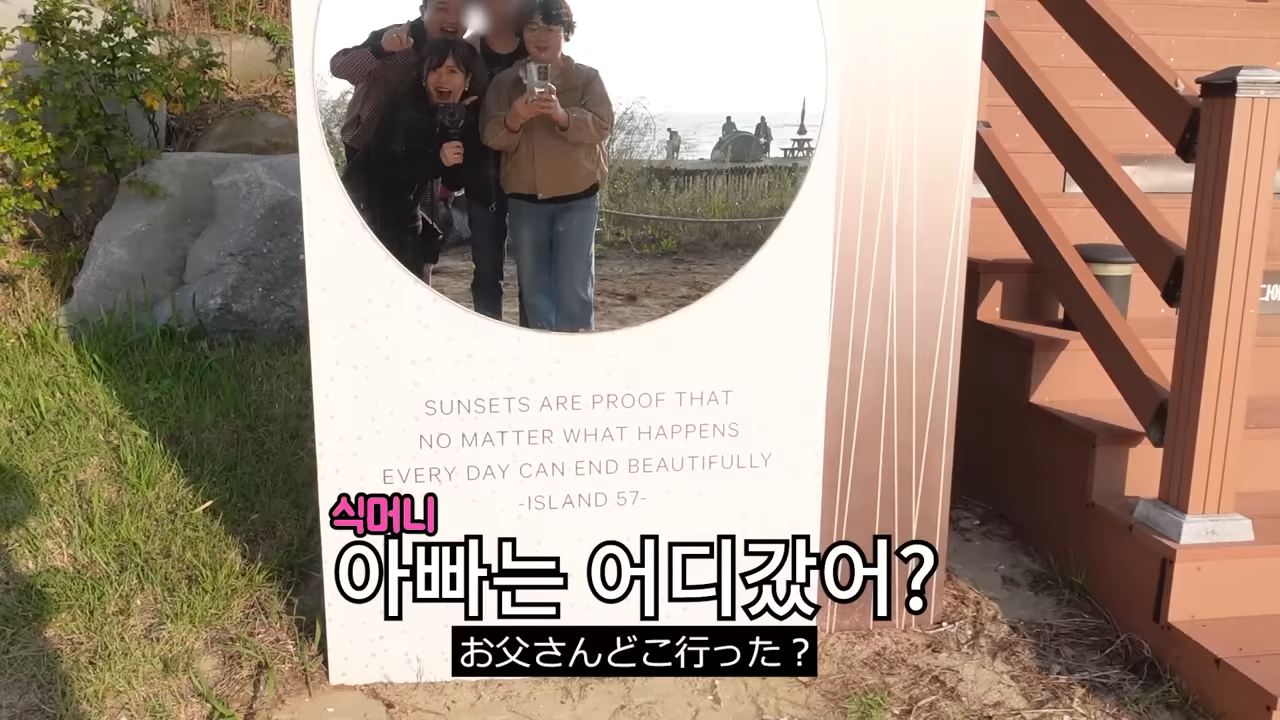 SUNSETS ARE PROOF THAT
NO MATTER WHAT HAPPENS
EVERY DAY CAN END BEAUTIFULLY
-ISLAND 57-
식머니
아빠는 어디갔어?
お父さんどこ行った？